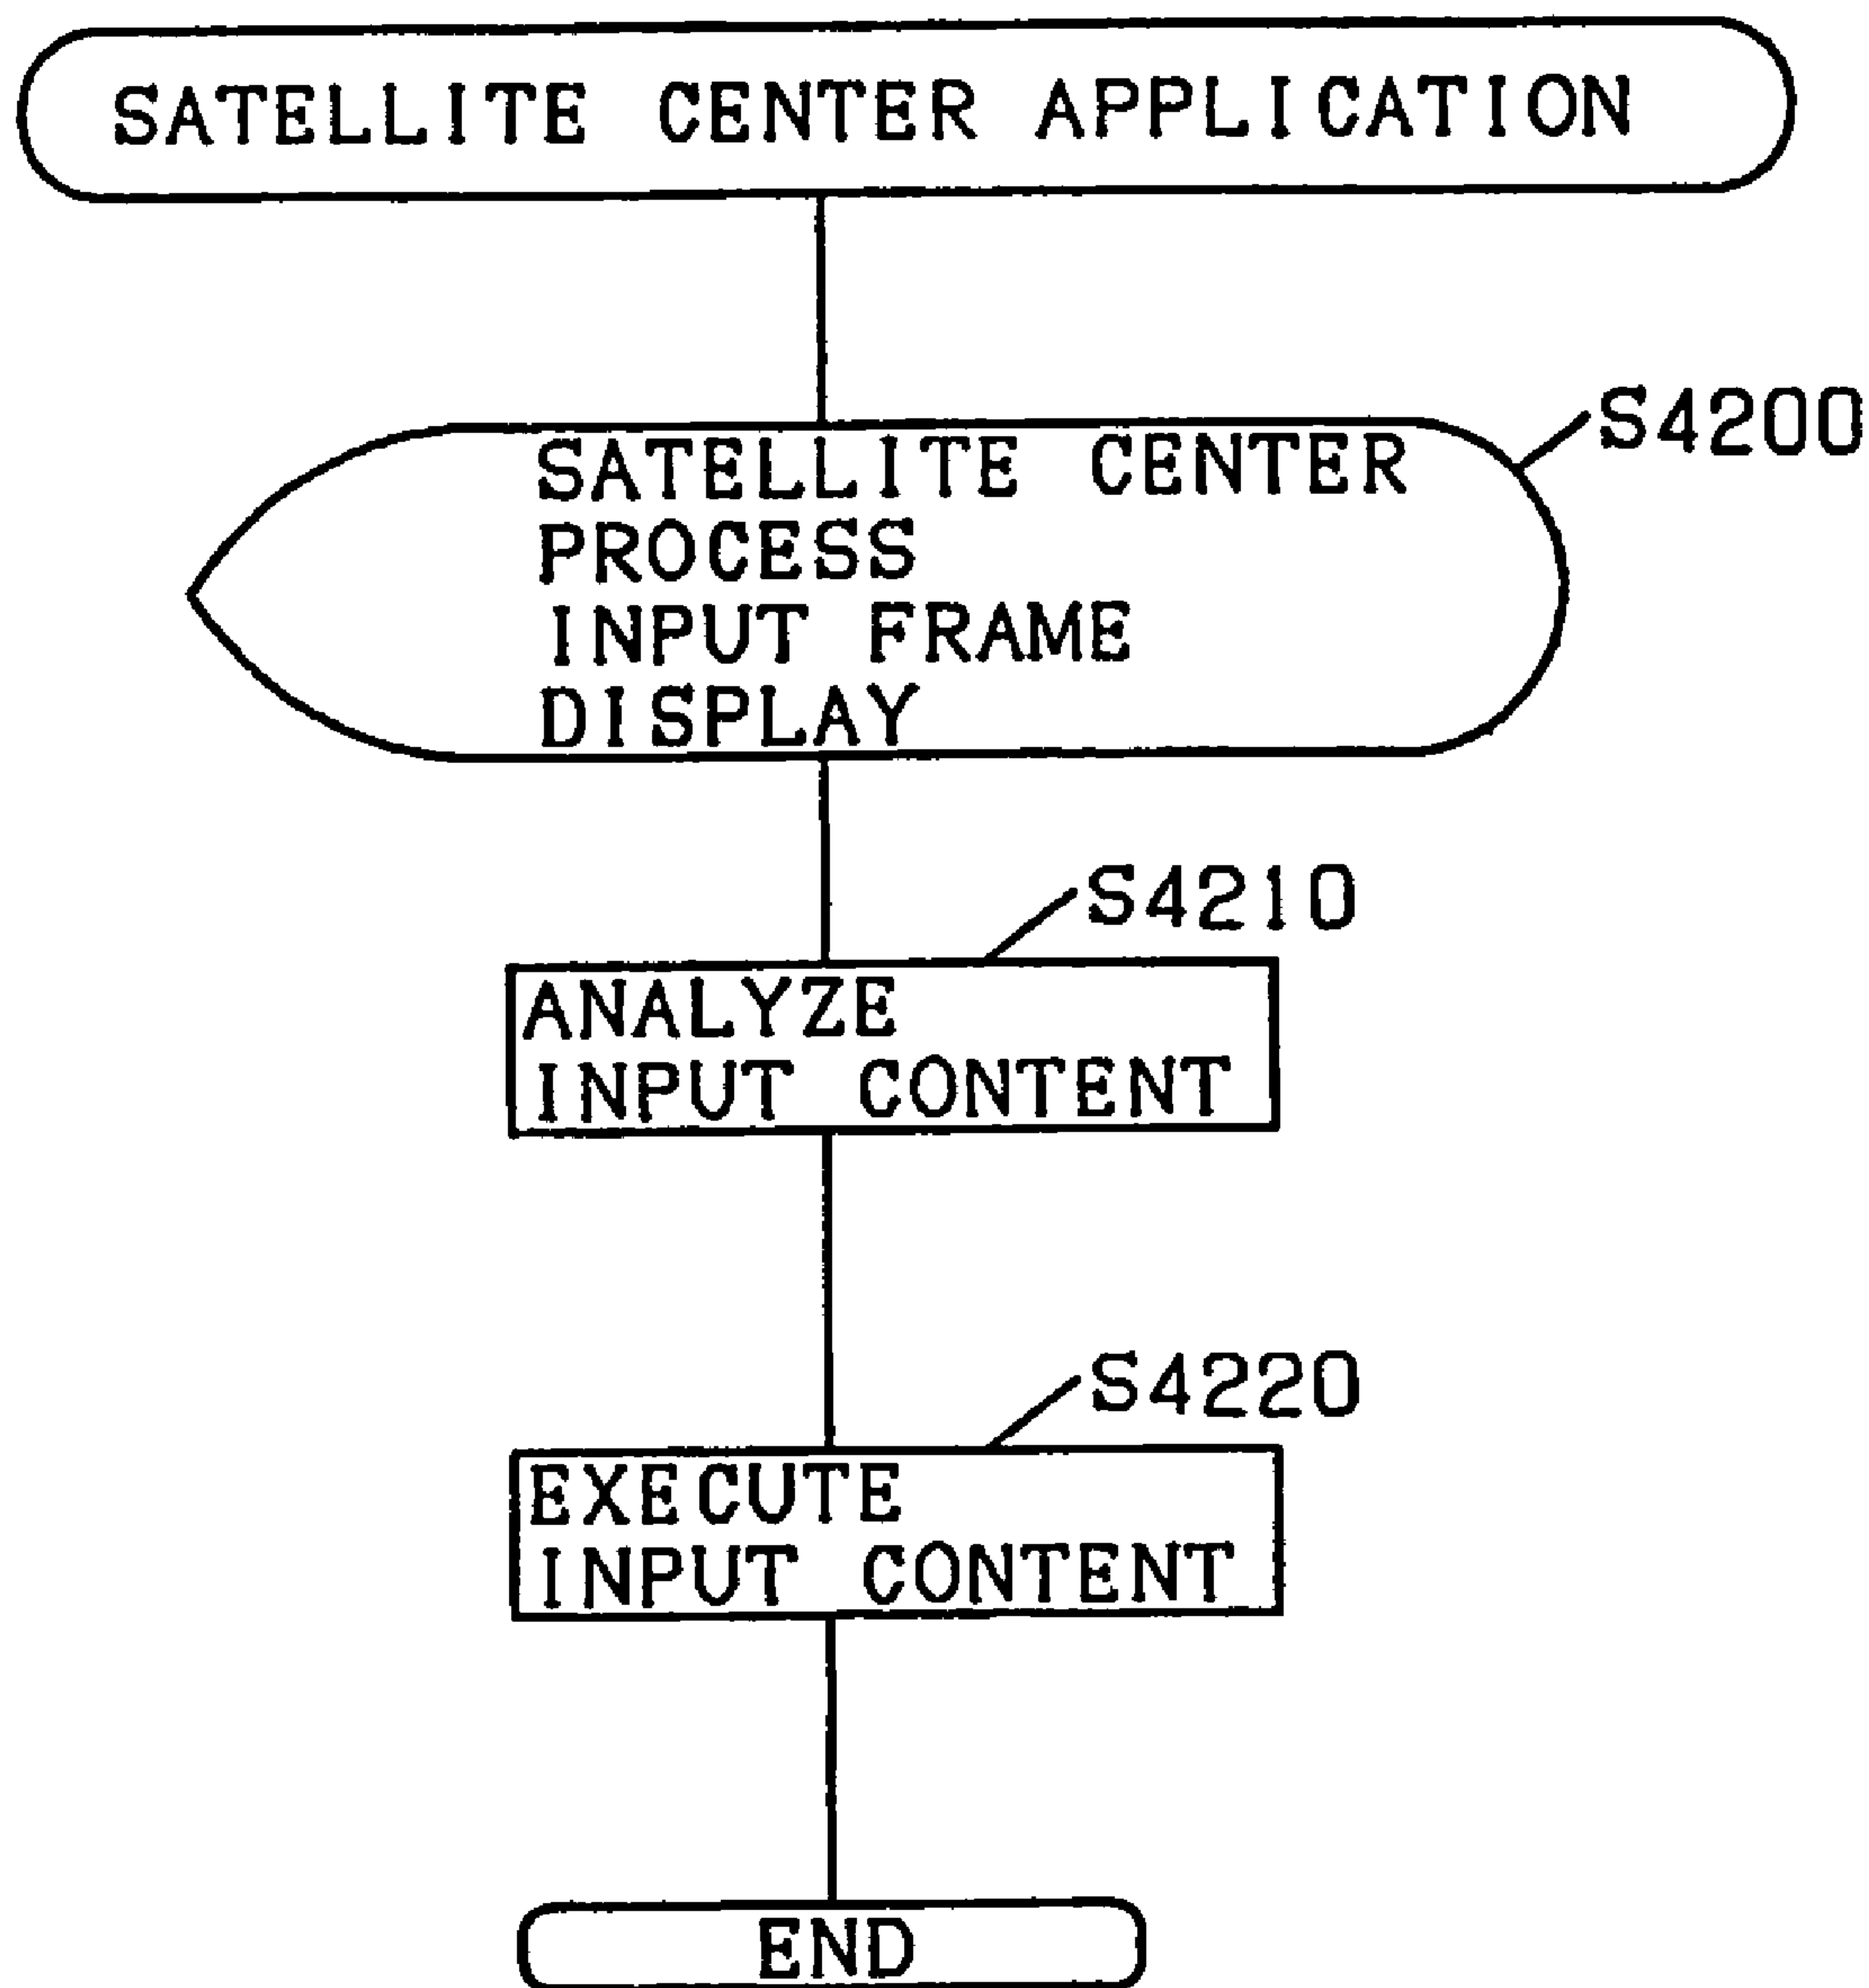 SATELLITE CENTER APPLICATION
S4200
SATELLITE CENTER
PROCESS
INPUT FRAME
DISPLAY
S4210
ANALYZE
INPUT CONTENT
S4220
EXECUTE
INPUT CONTENT
END